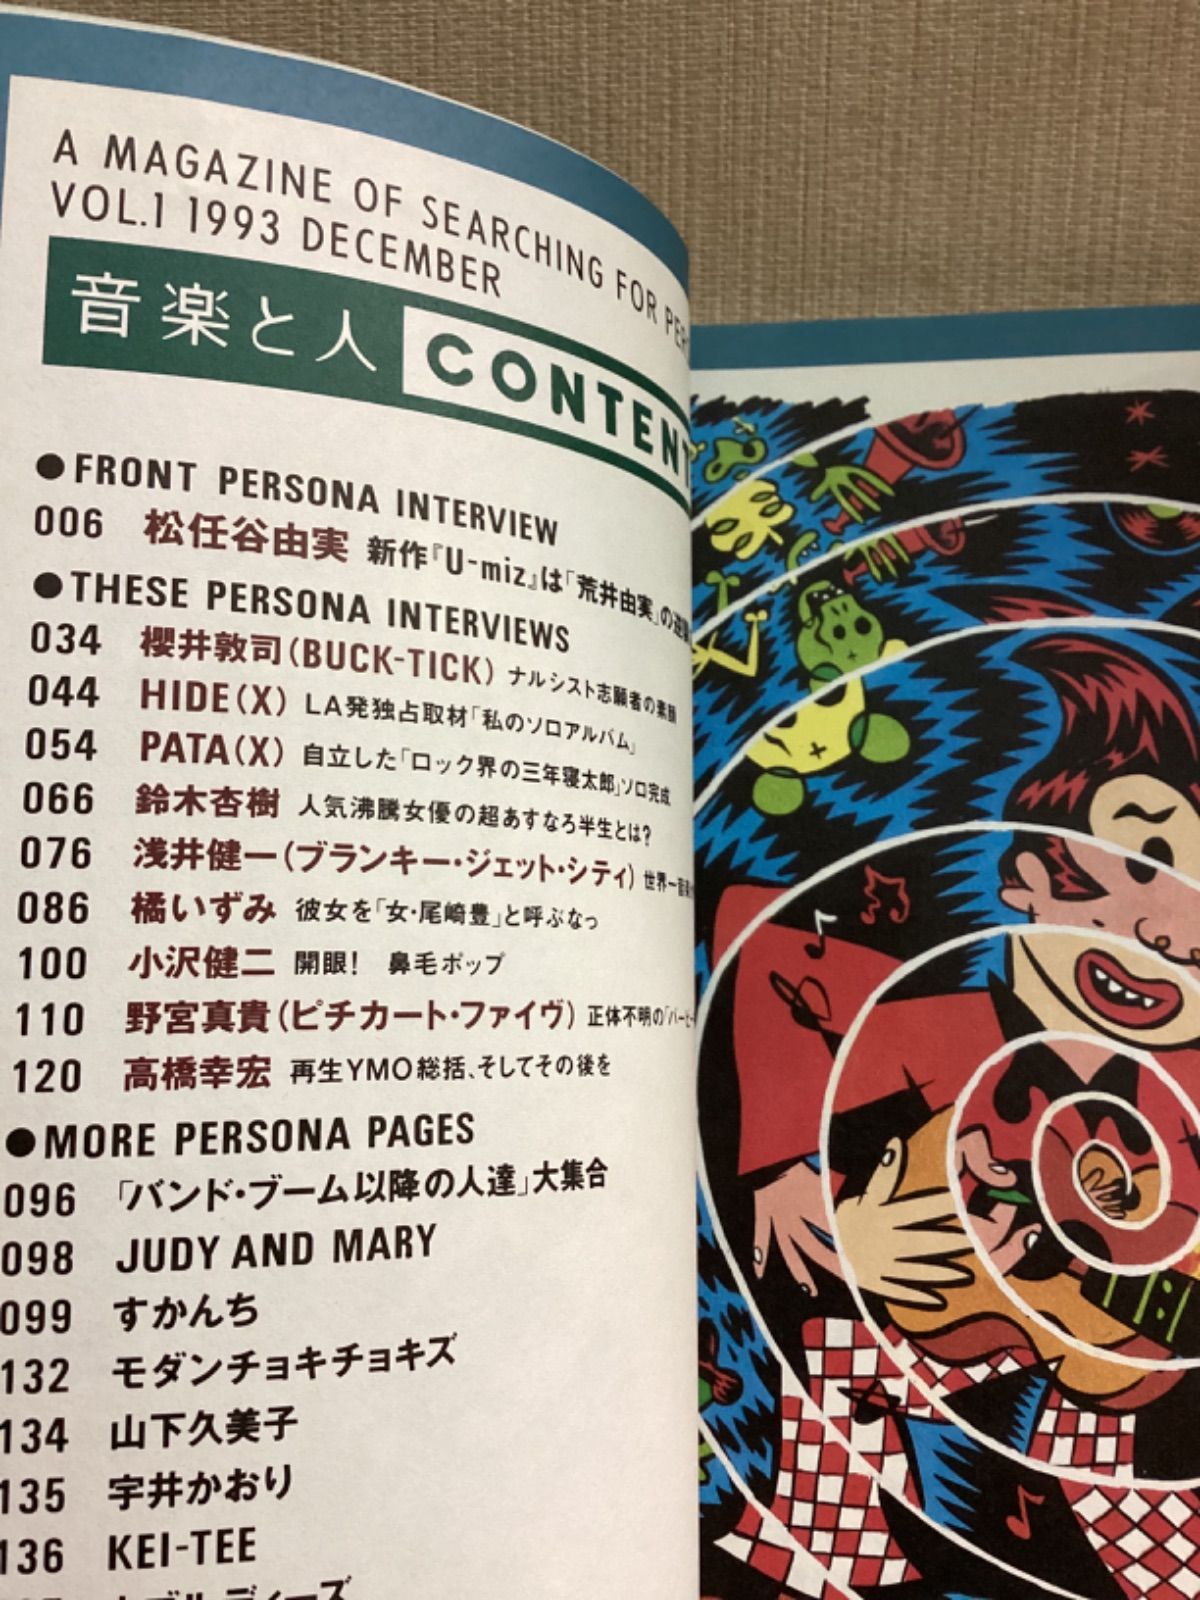 A MAGAZINE OF SEARCHING FOR
VOL.1 1993 DECEMBER
音楽と人 CONTENT
●FRONT PERSONA INTERVIEW
006 松任谷由実 新作『U-miz』は「荒井由実」の逆襲
●THESE PERSONA INTERVIEWS
034 櫻井敦司(BUCK-TICK) ナルシスト志願者の素顔
044 HIDE(X) LA発独占取材「私のソロアルバム」
054 PATA(X) 自立した「ロック界の三年寝太郎」ソロ完成
066 鈴木杏樹 人気沸騰女優の超あすなろ半生とは?
076 浅井健一(ブランキー・ジェット・シティ) 世界一音楽
086 橘いずみ 彼女を「女・尾崎豊」と呼ぶなっ
100 小沢健二 開眼! 鼻毛ポップ
110 野宮真貴(ピチカート・ファイヴ) 正体不明の「バービー
120 高橋幸宏 再生YMO総括、そしてその後を
●MORE PERSONA PAGES
096 「バンド・ブーム以降の人達」大集合
098 JUDY AND MARY
099 すかんち
132 モダンチョキチョキズ
134 山下久美子
135 宇井かおり
136 KEI-TEE